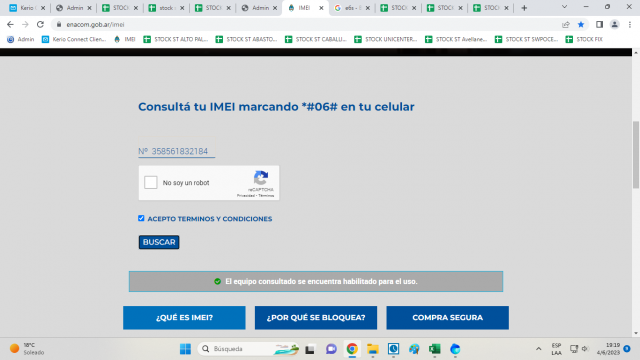 Kerio C
Admin
STOCK
stock
STOCK
Admin
IMEI
STOCK
STOCK
STOCK
STOCK
enacom.gob.ar/imei
Admin
Kerio Connect Clien...
IMEI
STOCK ST ALTO PAL...
STOCK ST ABASTO...
STOCK ST CABALLI...
STOCK UNICENTER...
STOCK ST Avellane...
STOCK ST SWPOCE...
STOCK FIX
Consultá tu IMEI marcando *#06# en tu celular
Nº 358561832184
No soy un robot
reCAPTCHA
Privacidad - Términos
ACEPTO TERMINOS Y CONDICIONES
BUSCAR
El equipo consultado se encuentra habilitado para el uso.
¿QUÉ ES IMEI?
¿POR QUÉ SE BLOQUEA?
COMPRA SEGURA
18°C
Soleado
Búsqueda
ESP
LAA
19:19
4/6/2023